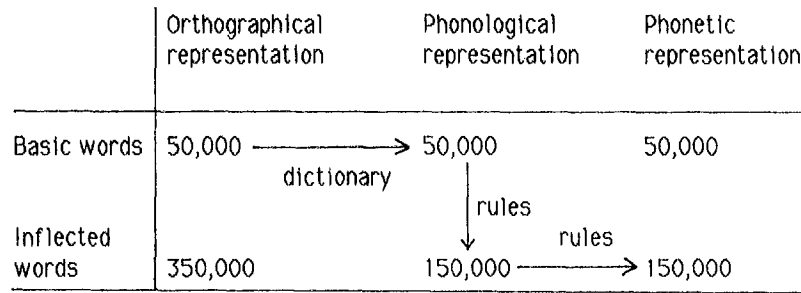 Orthographical Phonological Phonetic
representation representation representation
Basic words 50,000 50,000 50,000
dictionary
rules
Inflected rules
words 350,000 150,000 150,000